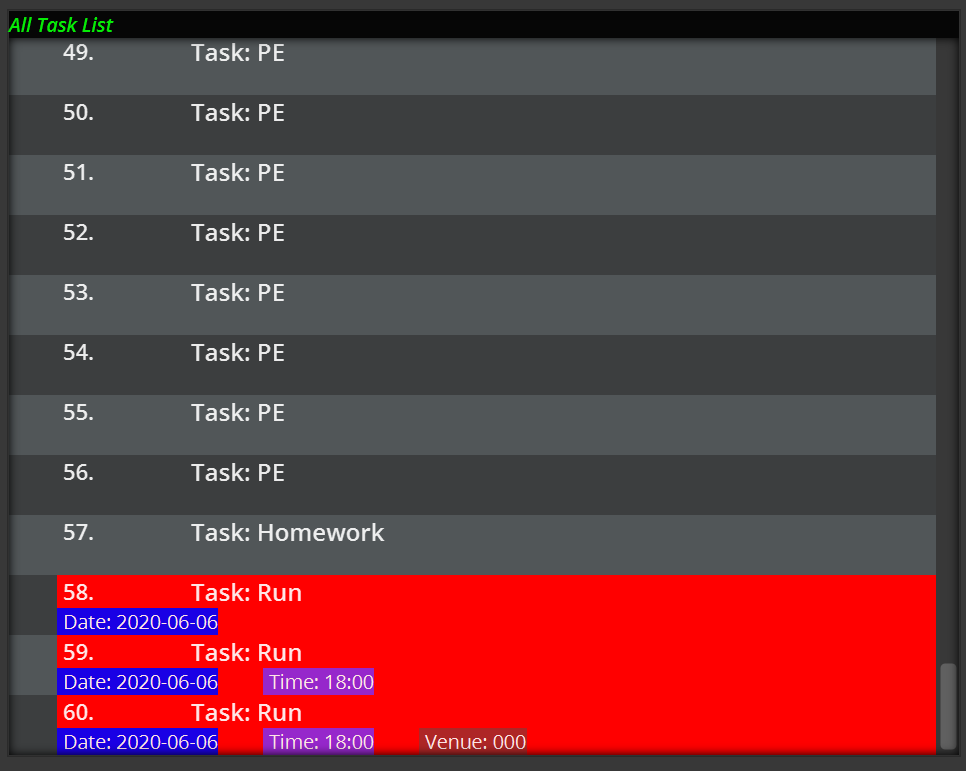 All Task List
49. Task: PE
50. Task: PE
51. Task: PE
52. Task: PE
53. Task: PE
54. Task: PE
55. Task: PE
56. Task: PE
57. Task: Homework
58. Task: Run
Date: 2020-06-06
59. Task: Run
Date: 2020-06-06 Time: 18:00
60. Task: Run
Date: 2020-06-06 Time: 18:00 Venue: 000